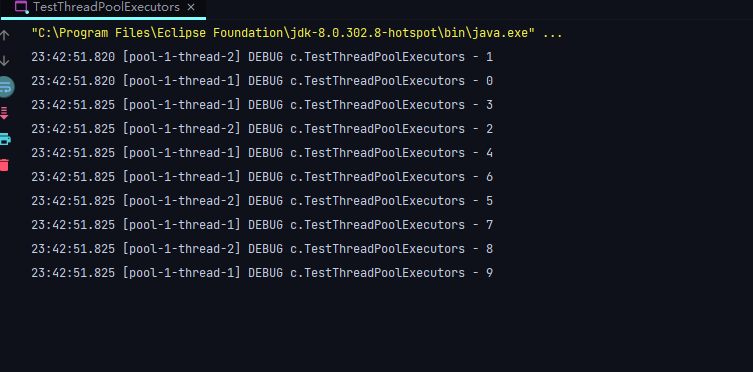 TestThreadPoolExecutors
"C:\Program Files\Eclipse Foundation\jdk-8.0.302.8-hotspot\bin\java.exe" ...
23:42:51.820 [pool-1-thread-2] DEBUG c.TestThreadPoolExecutors - 1
23:42:51.820 [pool-1-thread-1] DEBUG c.TestThreadPoolExecutors - 0
23:42:51.825 [pool-1-thread-1] DEBUG c.TestThreadPoolExecutors - 3
23:42:51.825 [pool-1-thread-2] DEBUG c.TestThreadPoolExecutors - 2
23:42:51.825 [pool-1-thread-1] DEBUG c.TestThreadPoolExecutors - 4
23:42:51.825 [pool-1-thread-1] DEBUG c.TestThreadPoolExecutors - 6
23:42:51.825 [pool-1-thread-2] DEBUG c.TestThreadPoolExecutors - 5
23:42:51.825 [pool-1-thread-1] DEBUG c.TestThreadPoolExecutors - 7
23:42:51.825 [pool-1-thread-2] DEBUG c.TestThreadPoolExecutors - 8
23:42:51.825 [pool-1-thread-1] DEBUG c.TestThreadPoolExecutors - 9